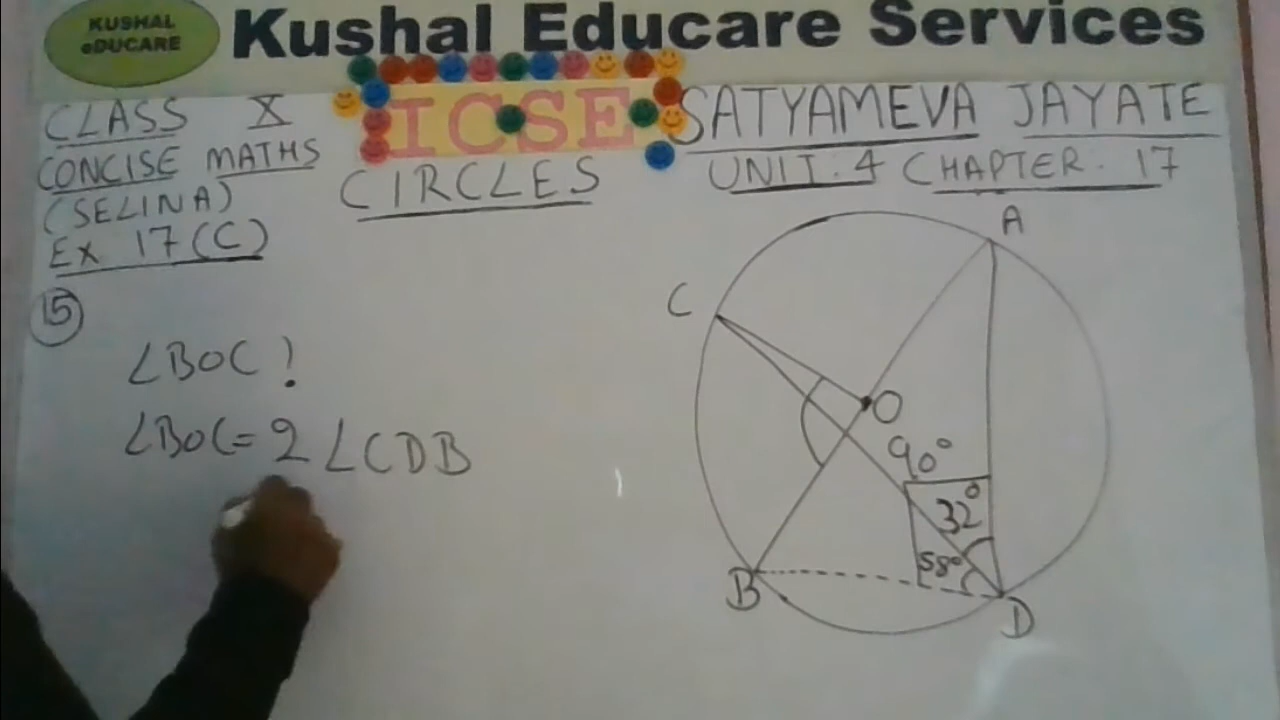 KUSHAL
eDUCARE
Kushal Educare Services
CLASS X
CONCISE MATHS
(SELINA)
EX 17(C)
ICSE
CIRCLES
SATYAMEVA JAYATE
UNIT: 4 CHAPTER: 17
15
∠BOC?
∠BOC = 2 ∠CDB
A
C
O
90°
32°
58°
B
D